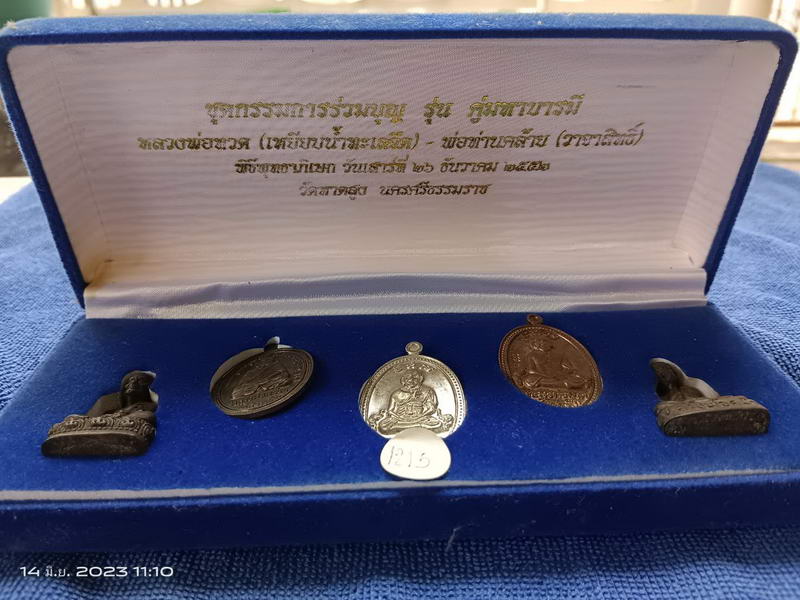 ชุดกรรมการร่วมบุญ รุ่น คู่มหาบารมี
หลวงพ่อทวด (เหยียบน้ำทะเลจืด) - พ่อท่านคล้าย (วาจาสิทธิ์)
พิธีพุทธาภิเษก วันเสาร์ที่ ๒๖ ธันวาคม ๒๕๕๒
วัดหาดสูง นครศรีธรรมราช
1213
14 มิ.ย. 2023 11:10